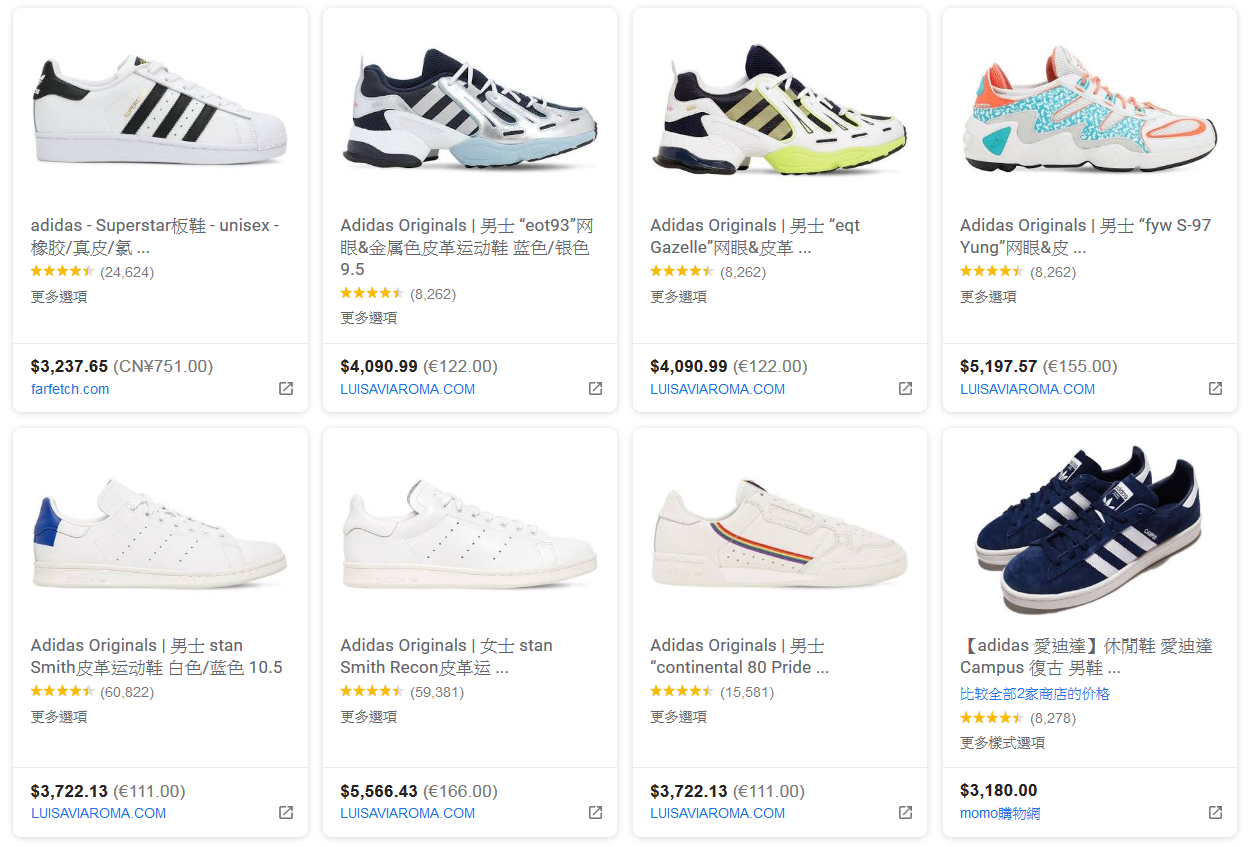 adidas - Superstar板鞋 - unisex -
橡胶/真皮/氯 ...
(24,624)
更多選項
$3,237.65 (CN¥751.00)
farfetch.com
Adidas Originals | 男士 “eot93”网
眼&金属色皮革运动鞋 蓝色/银色
9.5
(8,262)
更多選項
$4,090.99 (€122.00)
LUISAVIAROMA.COM
Adidas Originals | 男士 “eqt
Gazelle”网眼&皮革 ...
(8,262)
更多選項
$4,090.99 (€122.00)
LUISAVIAROMA.COM
Adidas Originals | 男士 “fyw S-97
Yung”网眼&皮 ...
(8,262)
更多選項
$5,197.57 (€155.00)
LUISAVIAROMA.COM
Adidas Originals | 男士 stan
Smith皮革运动鞋 白色/蓝色 10.5
(60,822)
更多選項
$3,722.13 (€111.00)
LUISAVIAROMA.COM
Adidas Originals | 女士 stan
Smith Recon皮革运 ...
(59,381)
更多選項
$5,566.43 (€166.00)
LUISAVIAROMA.COM
Adidas Originals | 男士
“continental 80 Pride ...
(15,581)
更多選項
$3,722.13 (€111.00)
LUISAVIAROMA.COM
【adidas 愛迪達】休閒鞋 愛迪達
Campus 復古 男鞋 ...
比较全部2家商店的价格
(8,278)
更多樣式選項
$3,180.00
momo購物網